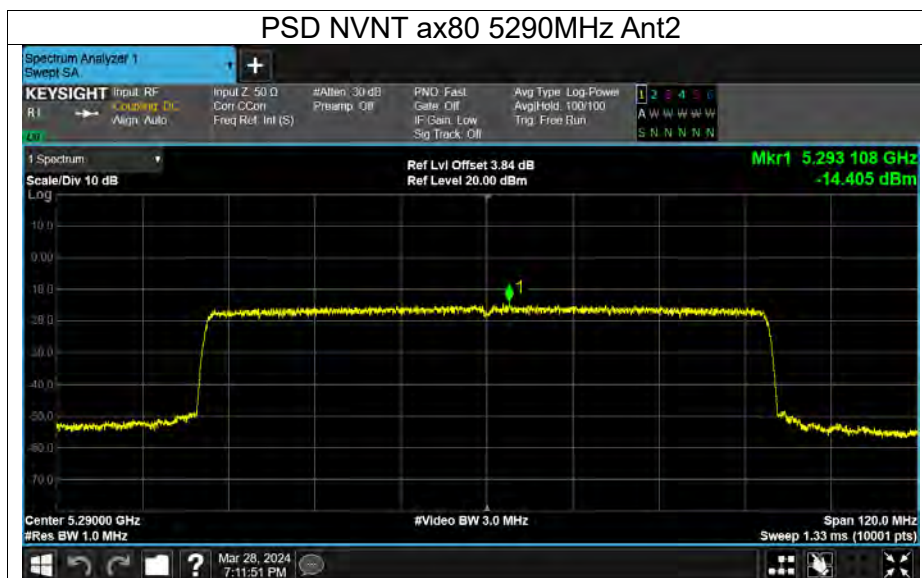 PSD NVNT ax80 5290MHz Ant2
Spectrum Analyzer 1
Swept SA
+
KEYSIGHT Input: RF
R L
Coupling: DC
Align: Auto
Input Z: 50 Ω
Corr CCorr
Freq Ref: Int (S)
#Atten: 30 dB
Preamp: Off
PNO: Fast
Gate: Off
IF Gain: Low
Sig Track: Off
Avg Type: Log-Power
Avg|Hold: 100/100
Trig: Free Run
1 2 3 4 5 6
A W W W W W
S N N N N N
1 Spectrum
Scale/Div 10 dB
Log
Ref Lvl Offset 3.84 dB
Ref Level 20.00 dBm
Mkr1 5.293 108 GHz
-14.405 dBm
10.0
0.00
-10.0
-20.0
-30.0
-40.0
-50.0
-60.0
-70.0
1
Center 5.29000 GHz
#Res BW 1.0 MHz
#Video BW 3.0 MHz
Span 120.0 MHz
Sweep 1.33 ms (10001 pts)
?
Mar 28, 2024
7:11:51 PM